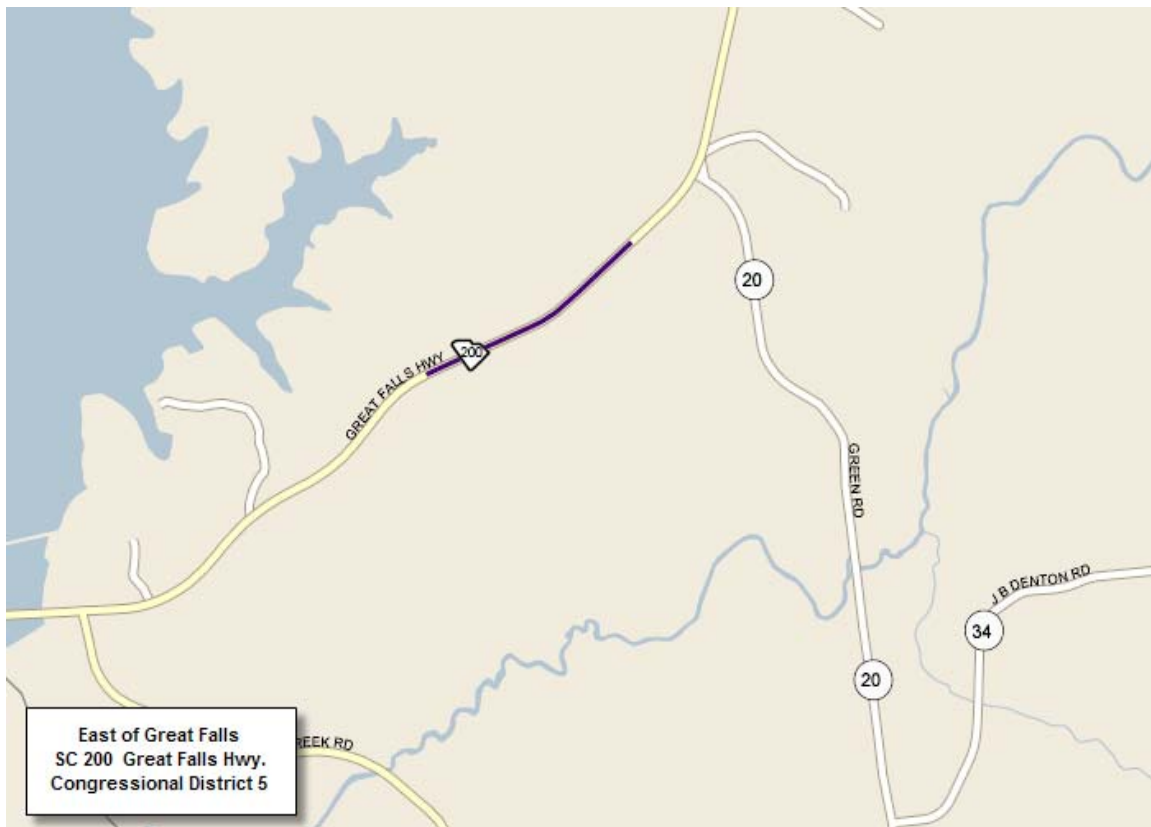 20
200
GREAT FALLS HWY
GREEN RD
J B DENTON RD
34
20
REEK RD
East of Great Falls
SC 200 Great Falls Hwy.
Congressional District 5